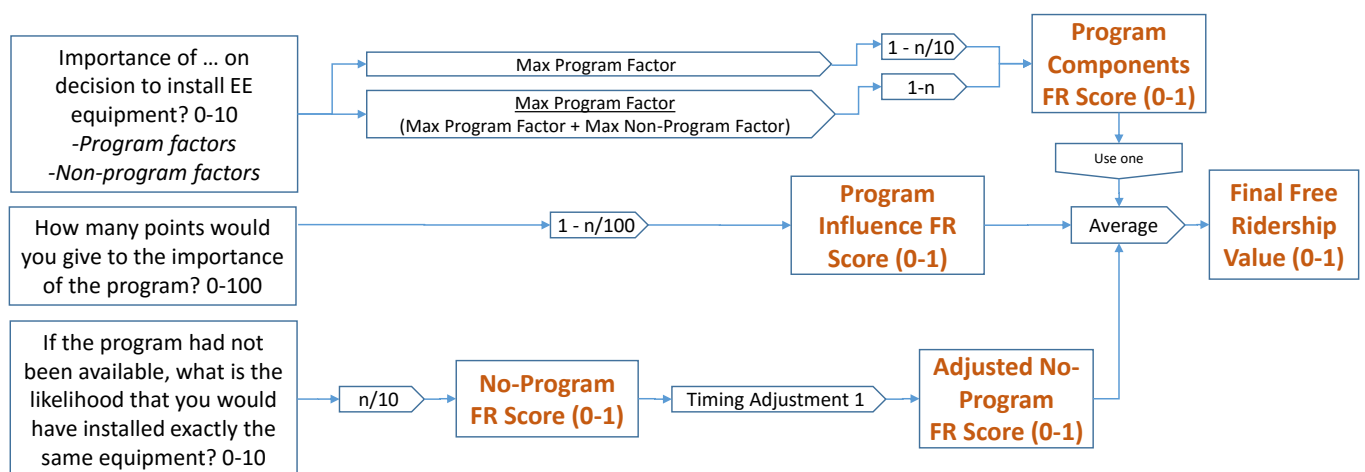 Importance of ... on
decision to install EE
equipment? 0-10
-Program factors
-Non-program factors
Max Program Factor
1 - n/10
Max Program Factor
(Max Program Factor + Max Non-Program Factor)
1-n
Program
Components
FR Score (0-1)
Use one
How many points would
you give to the importance
of the program? 0-100
1 - n/100
Program
Influence FR
Score (0-1)
Average
Final Free
Ridership
Value (0-1)
If the program had not
been available, what is the
likelihood that you would
have installed exactly the
same equipment? 0-10
n/10
No-Program
FR Score (0-1)
Timing Adjustment 1
Adjusted No-
Program
FR Score (0-1)